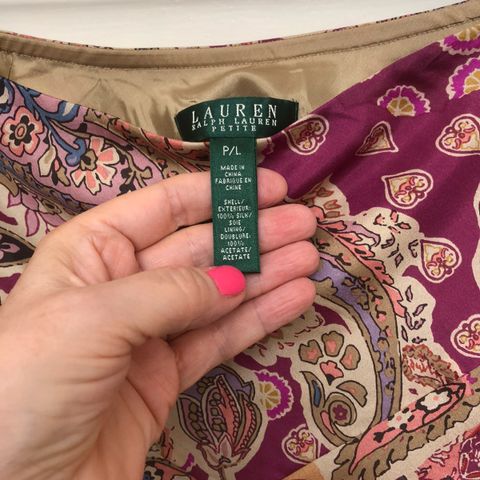 LAUREN
RALPH LAUREN
PETITE
P/L
MADE IN
CHINA
FABRIQUE EN
CHINE
SHELL/
EXTERIEUR:
100% SILK/
SOIE
LINING/
DOUBLURE:
100%
ACETATE/
ACETATE